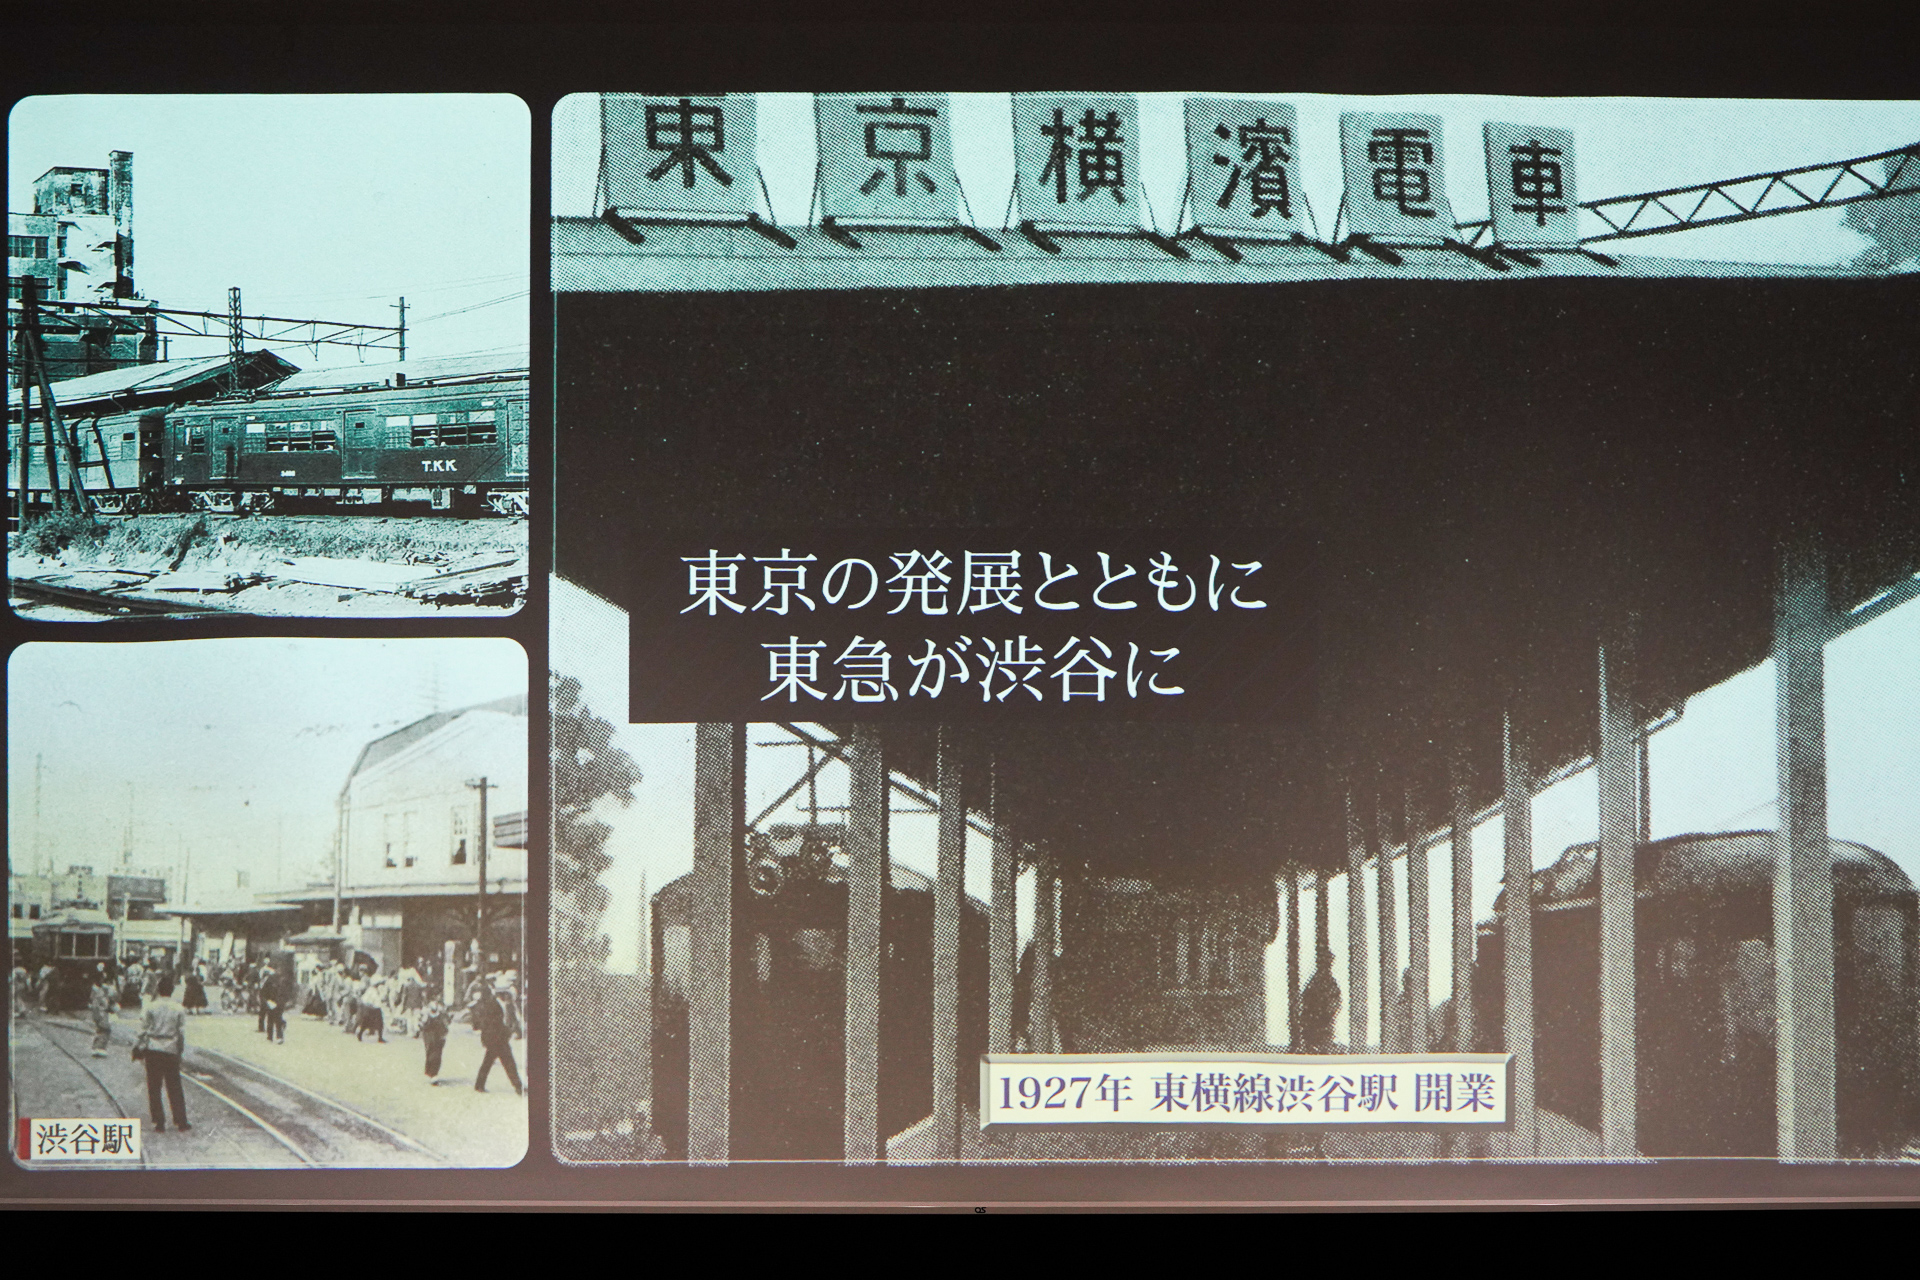 東京横濱電車
T.K.K
東京の発展とともに
東急が渋谷に
1927年 東横線渋谷駅 開業
渋谷駅